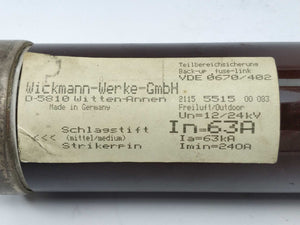 Teilbereichsicherung
Back-up fuse-link
VDE 0670/402
Wickmann-Werke-GmbH
D-5810 Witten-Annen
Made in Germany
2115 5515 00 083
Freiluft/Outdoor
Un=12/24kV
<<< Schlagstift
(mittel/medium)
Strikerpin
In=63A
Ia=63kA
Imin=240A